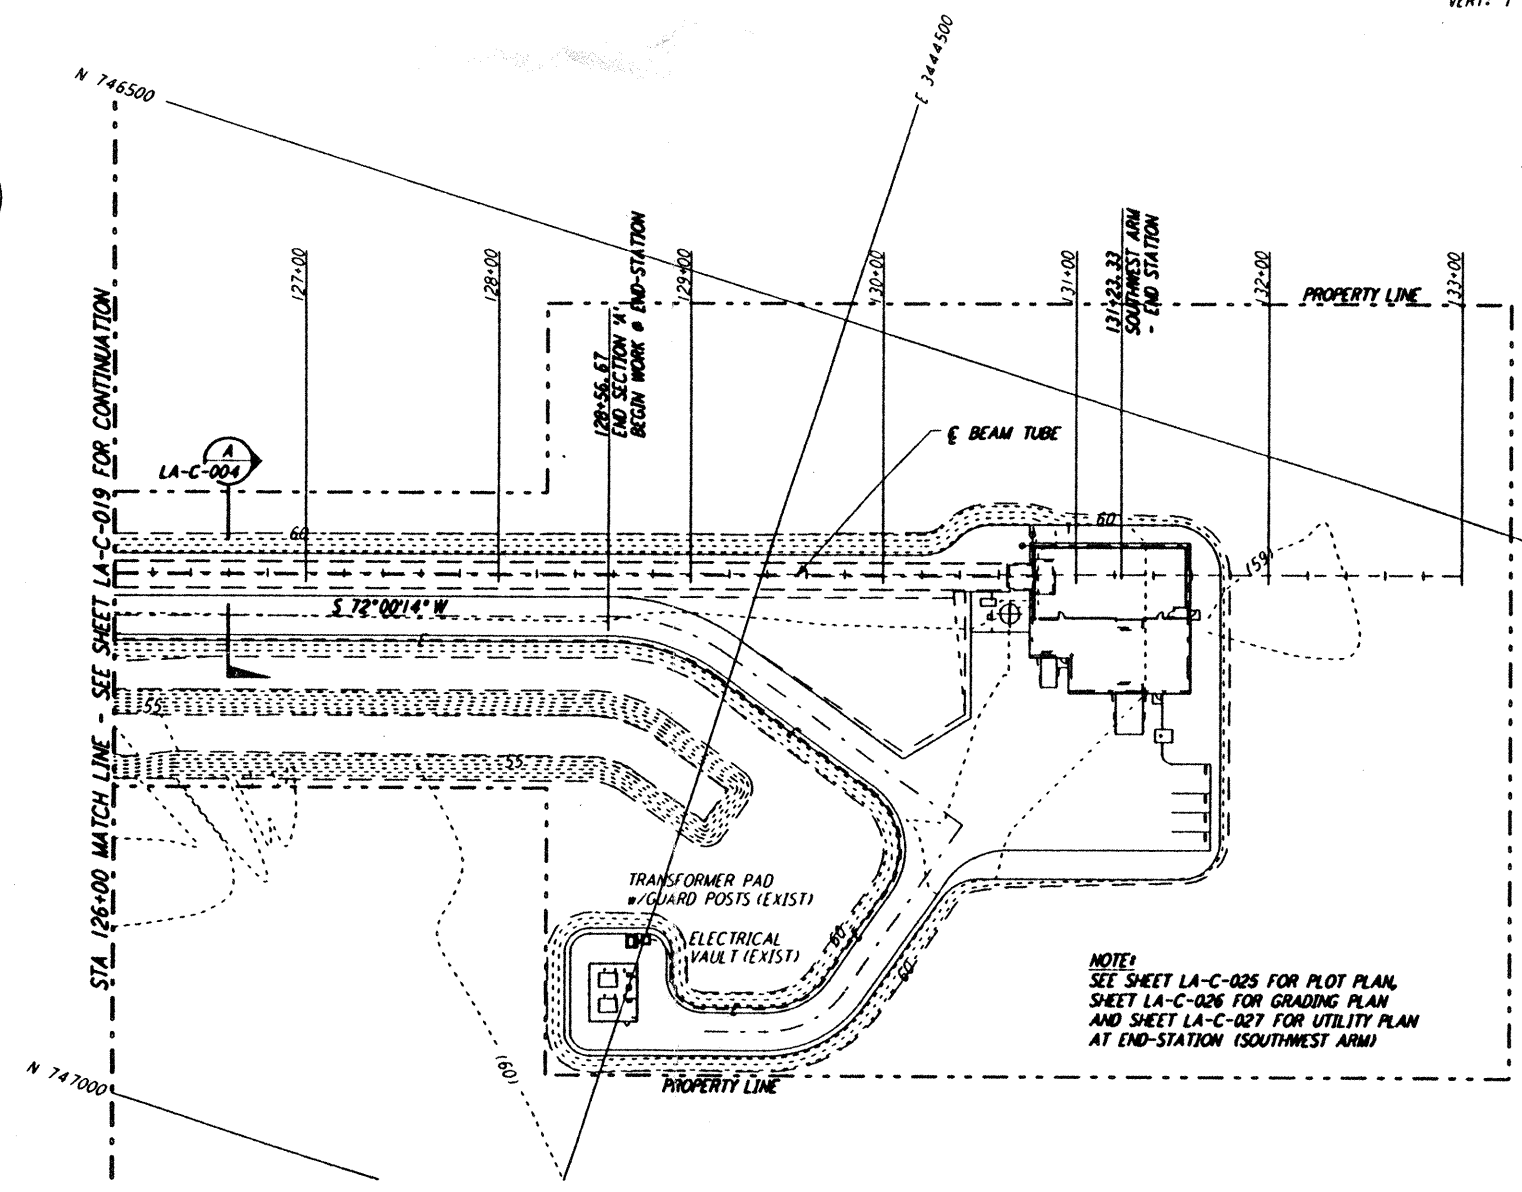 VERT. 1
N 746500
E 3444500
127+00
128+00
128+56.67
END SECTION 'A'
BEGIN WORK @ END-STATION
129+00
130+00
131+00
131+23.33
SOUTHWEST ARM
- END STATION
132+00
133+00
PROPERTY LINE
STA 126+00 MATCH LINE - SEE SHEET LA-C-019 FOR CONTINUATION
A
LA-C-004
℄ BEAM TUBE
60
60
(159)
S 72°00'14" W
55
55
TRANSFORMER PAD
w/GUARD POSTS (EXIST)
ELECTRICAL
VAULT (EXIST)
60
60
NOTE:
SEE SHEET LA-C-025 FOR PLOT PLAN,
SHEET LA-C-026 FOR GRADING PLAN
AND SHEET LA-C-027 FOR UTILITY PLAN
AT END-STATION (SOUTHWEST ARM)
(60)
PROPERTY LINE
N 747000